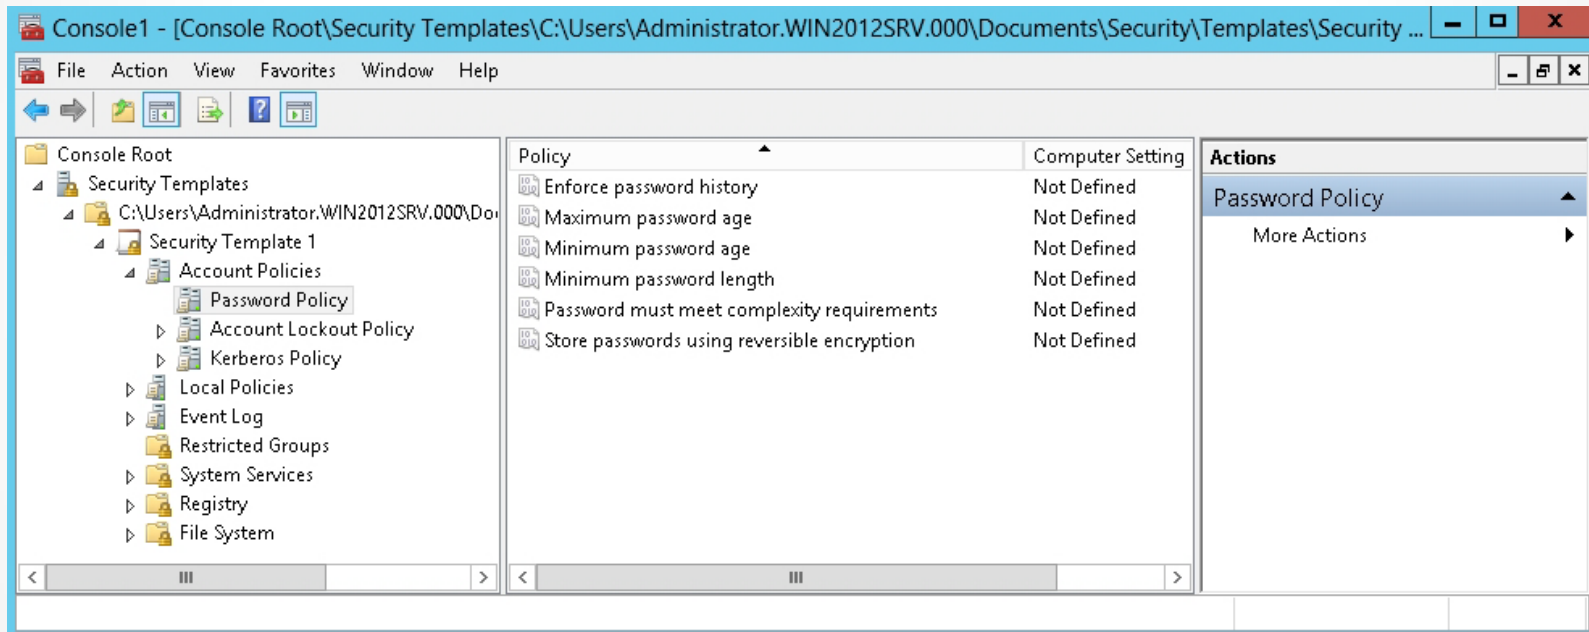 Console1 - [Console Root\Security Templates\C:\Users\Administrator.WIN2012SRV.000\Documents\Security\Templates\Security ...
File Action View Favorites Window Help
Console Root
Security Templates
C:\Users\Administrator.WIN2012SRV.000\Do
Security Template 1
Account Policies
Password Policy
Account Lockout Policy
Kerberos Policy
Local Policies
Event Log
Restricted Groups
System Services
Registry
File System
Policy Computer Setting
Enforce password history Not Defined
Maximum password age Not Defined
Minimum password age Not Defined
Minimum password length Not Defined
Password must meet complexity requirements Not Defined
Store passwords using reversible encryption Not Defined
Actions
Password Policy
More Actions